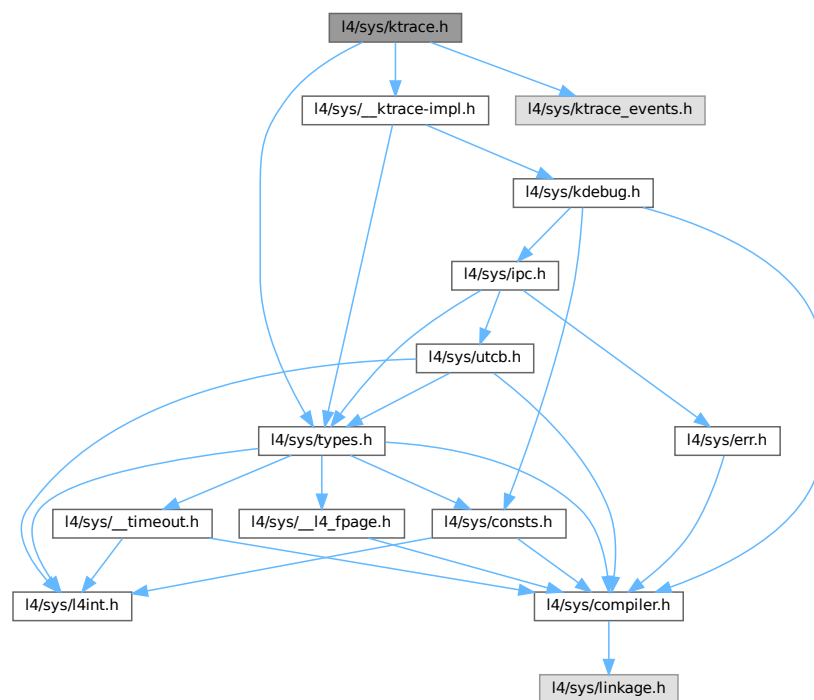 l4/sys/ktrace.h
l4/sys/__ktrace-impl.h
l4/sys/ktrace_events.h
l4/sys/kdebug.h
l4/sys/ipc.h
l4/sys/utcb.h
l4/sys/types.h
l4/sys/err.h
l4/sys/__timeout.h
l4/sys/__l4_fpage.h
l4/sys/consts.h
l4/sys/l4int.h
l4/sys/compiler.h
l4/sys/linkage.h